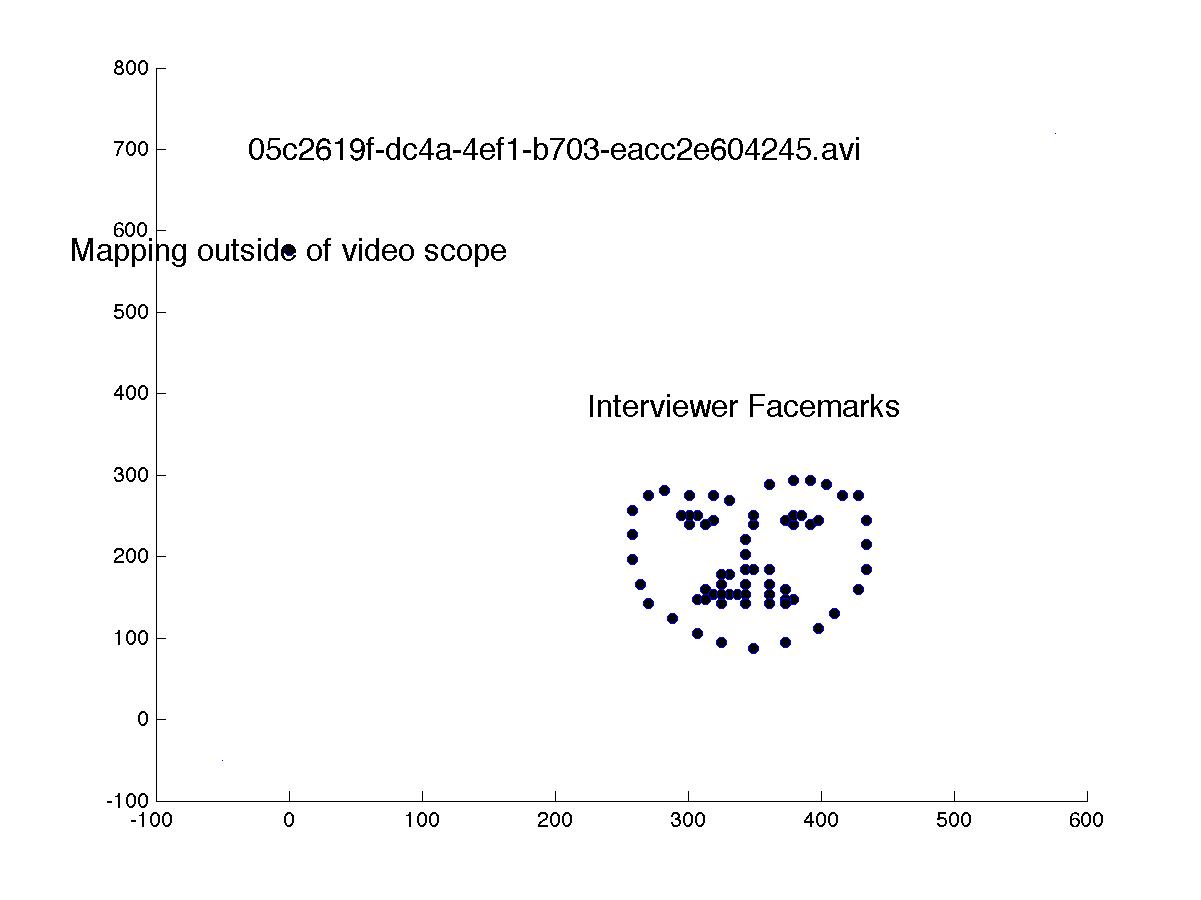 800
700
05c2619f-dc4a-4ef1-b703-eacc2e604245.avi
600
Mapping outside of video scope
500
400
Interviewer Facemarks
300
200
100
0
-100
-100 0 100 200 300 400 500 600